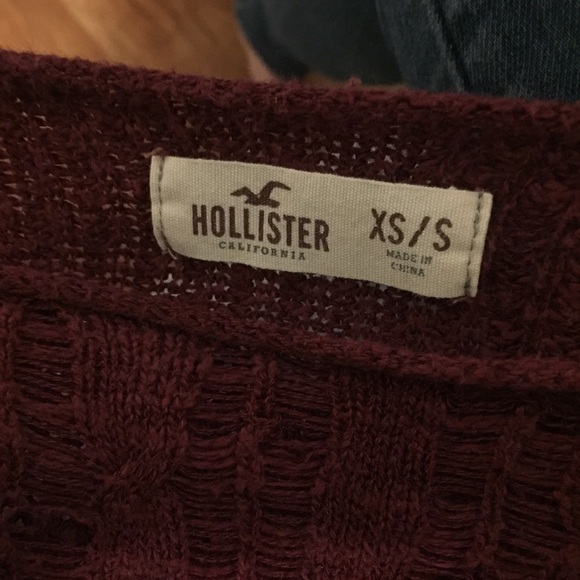 HOLLISTER
CALIFORNIA
XS/S
MADE IN
CHINA